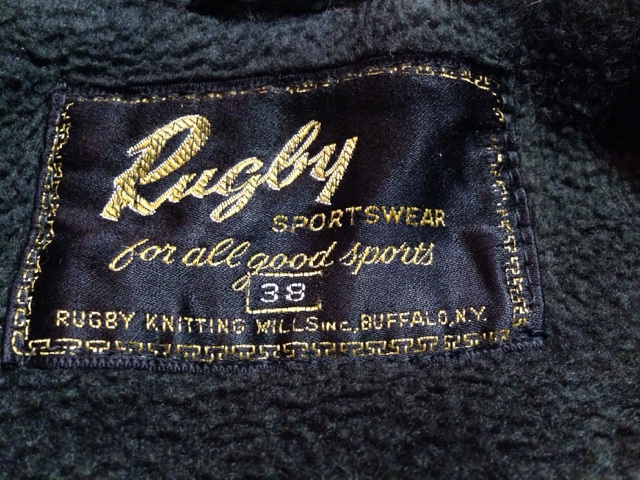 Rugby
SPORTSWEAR
for all good sports
38
RUGBY KNITTING MILLS INC., BUFFALO, N.Y.